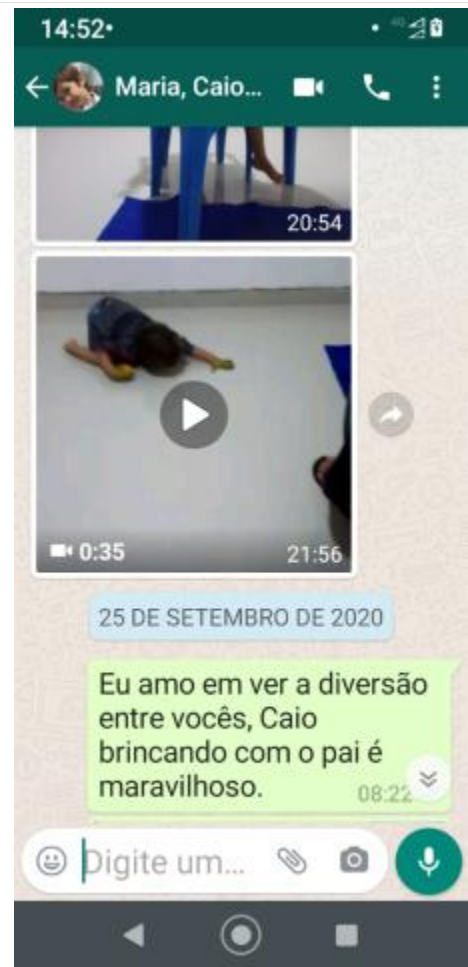 14:52
Maria, Caio...
20:54
0:35 21:56
25 DE SETEMBRO DE 2020
Eu amo em ver a diversão
entre vocês, Caio
brincando com o pai é
maravilhoso. 08:22
Digite um...